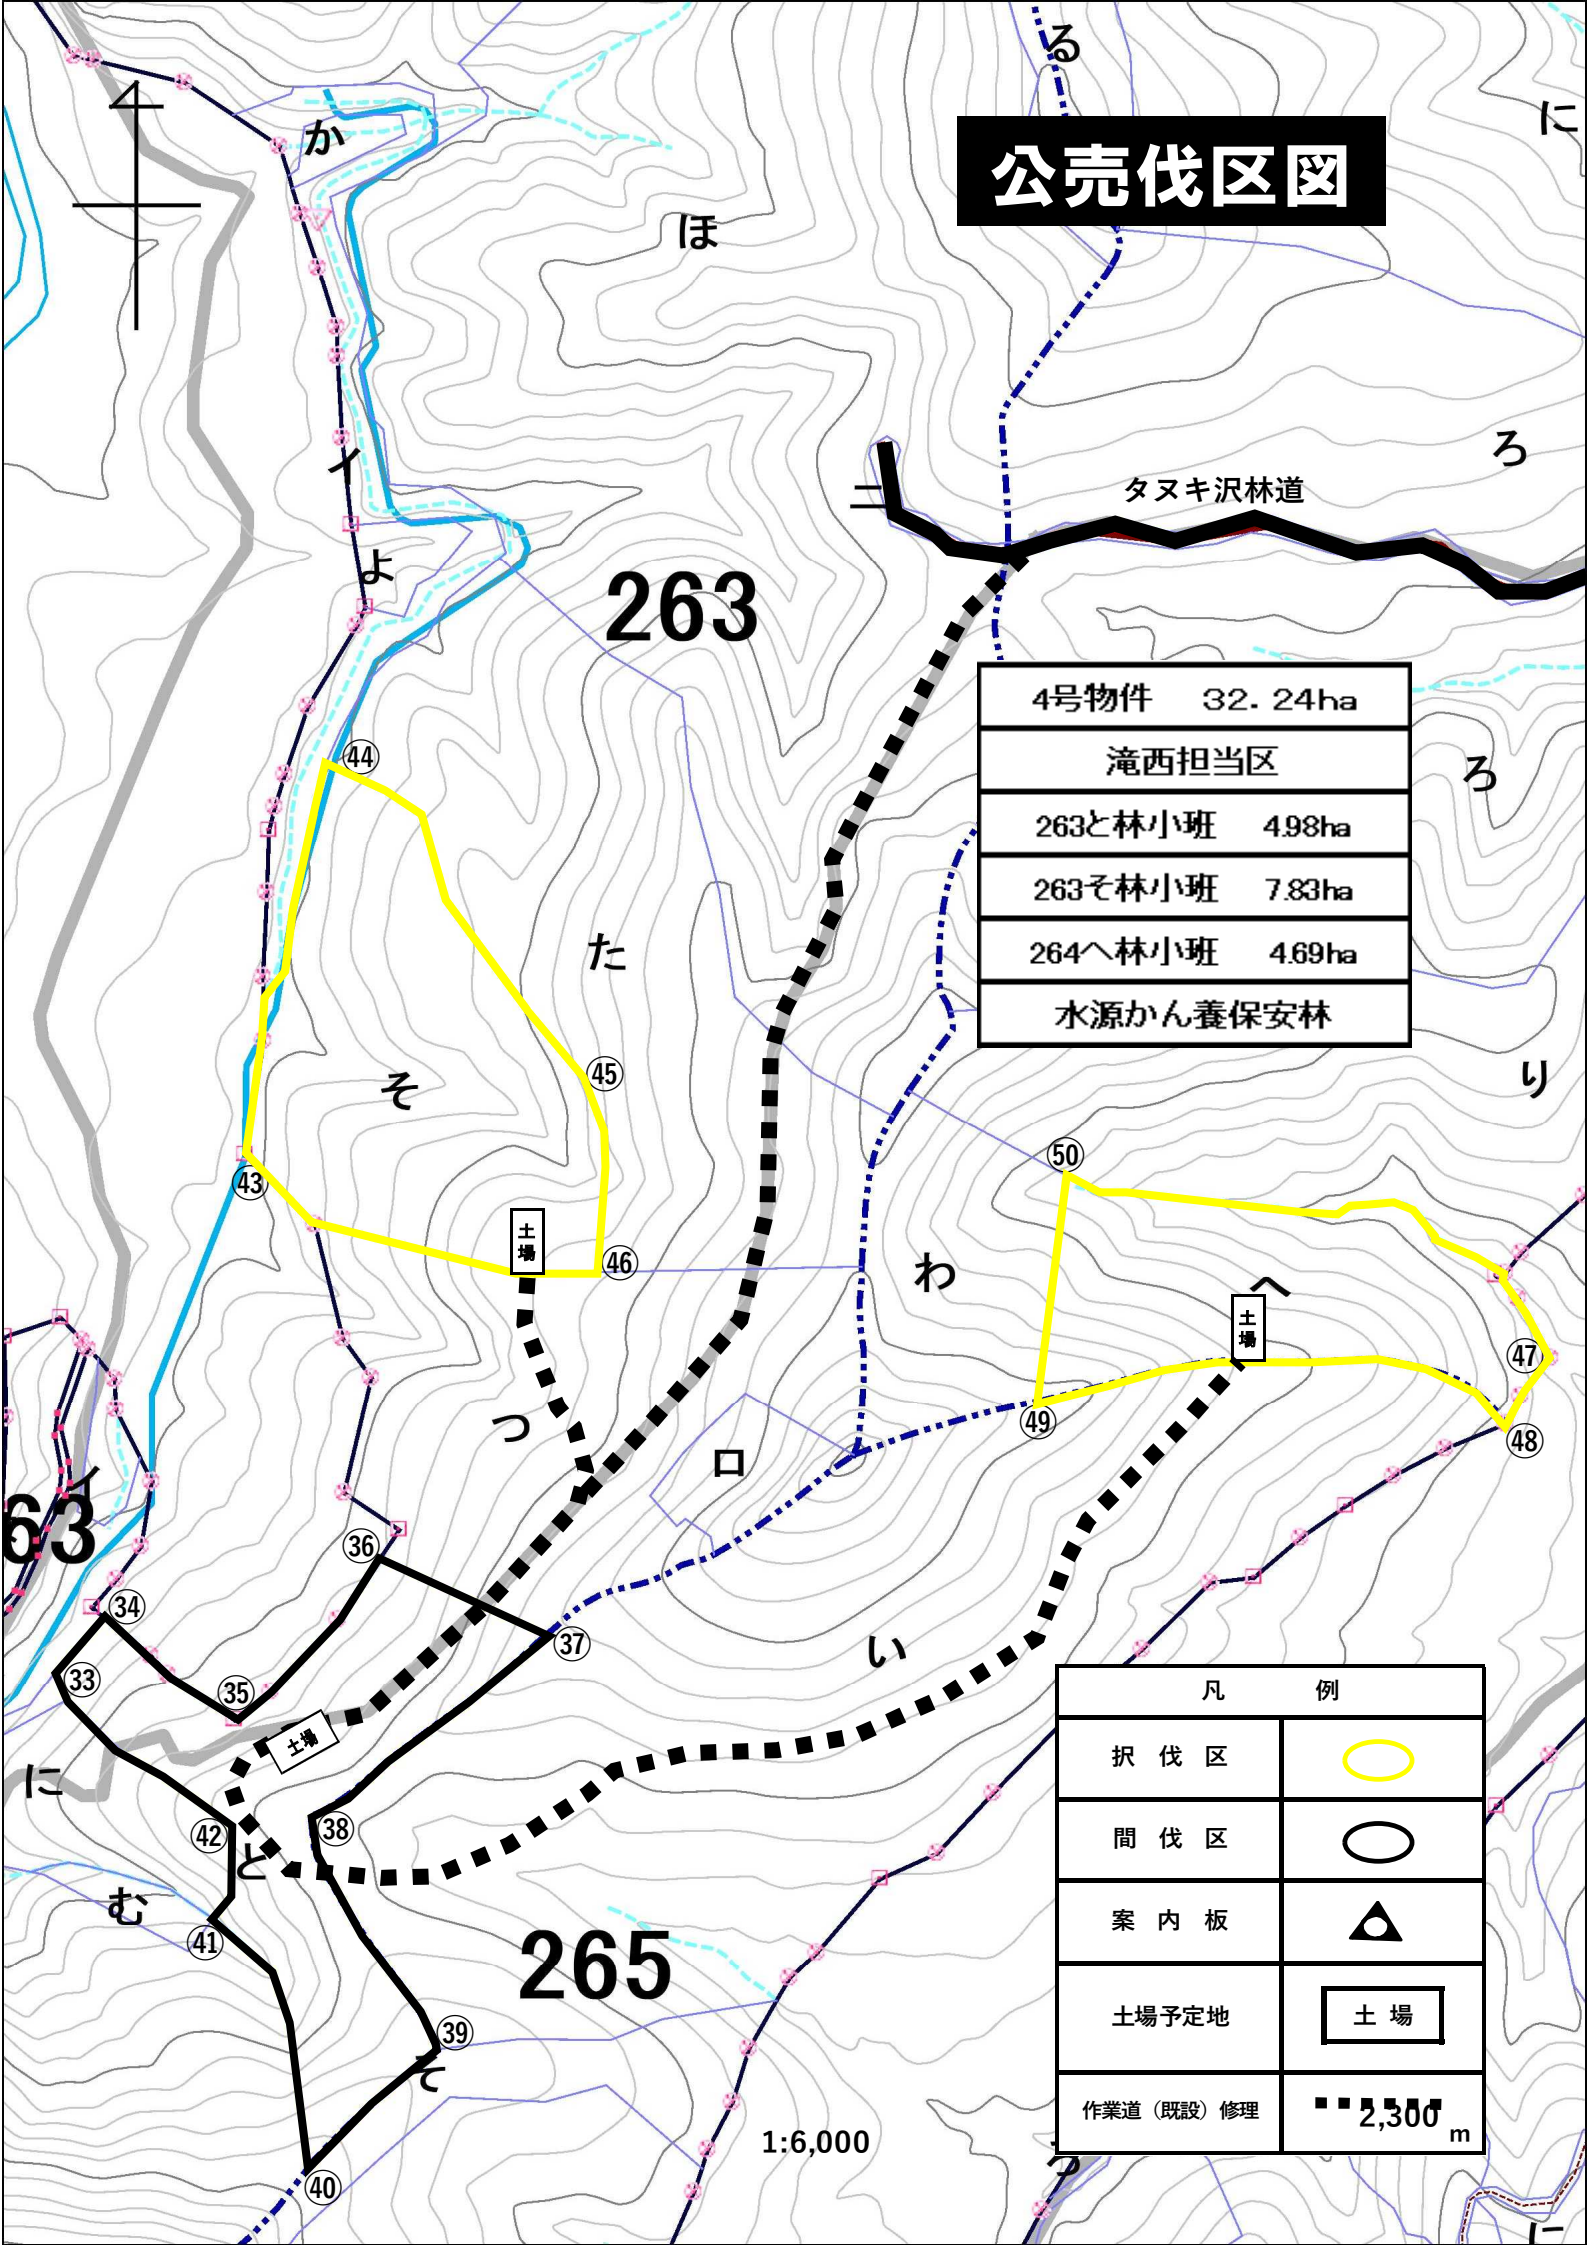 る
に
か
公売伐区図
ほ
ろ
イ
ニ
タヌキ沢林道
よ
263
4号物件 32.24ha
滝西担当区
263と林小班 4.98ha
263そ林小班 7.83ha
264へ林小班 4.69ha
水源かん養保安林
44
ろ
た
45
そ
り
43
50
土場
46
わ
へ
土場
47
49
48
つ
ロ
イ
63
36
34
37
い
33
35
土場
に
42
38
と
む
41
265
39
そ
40
1:6,000
凡 例
択伐区
間伐区
案内板
土場予定地 土場
作業道（既設）修理 2,300 m
ろ
に